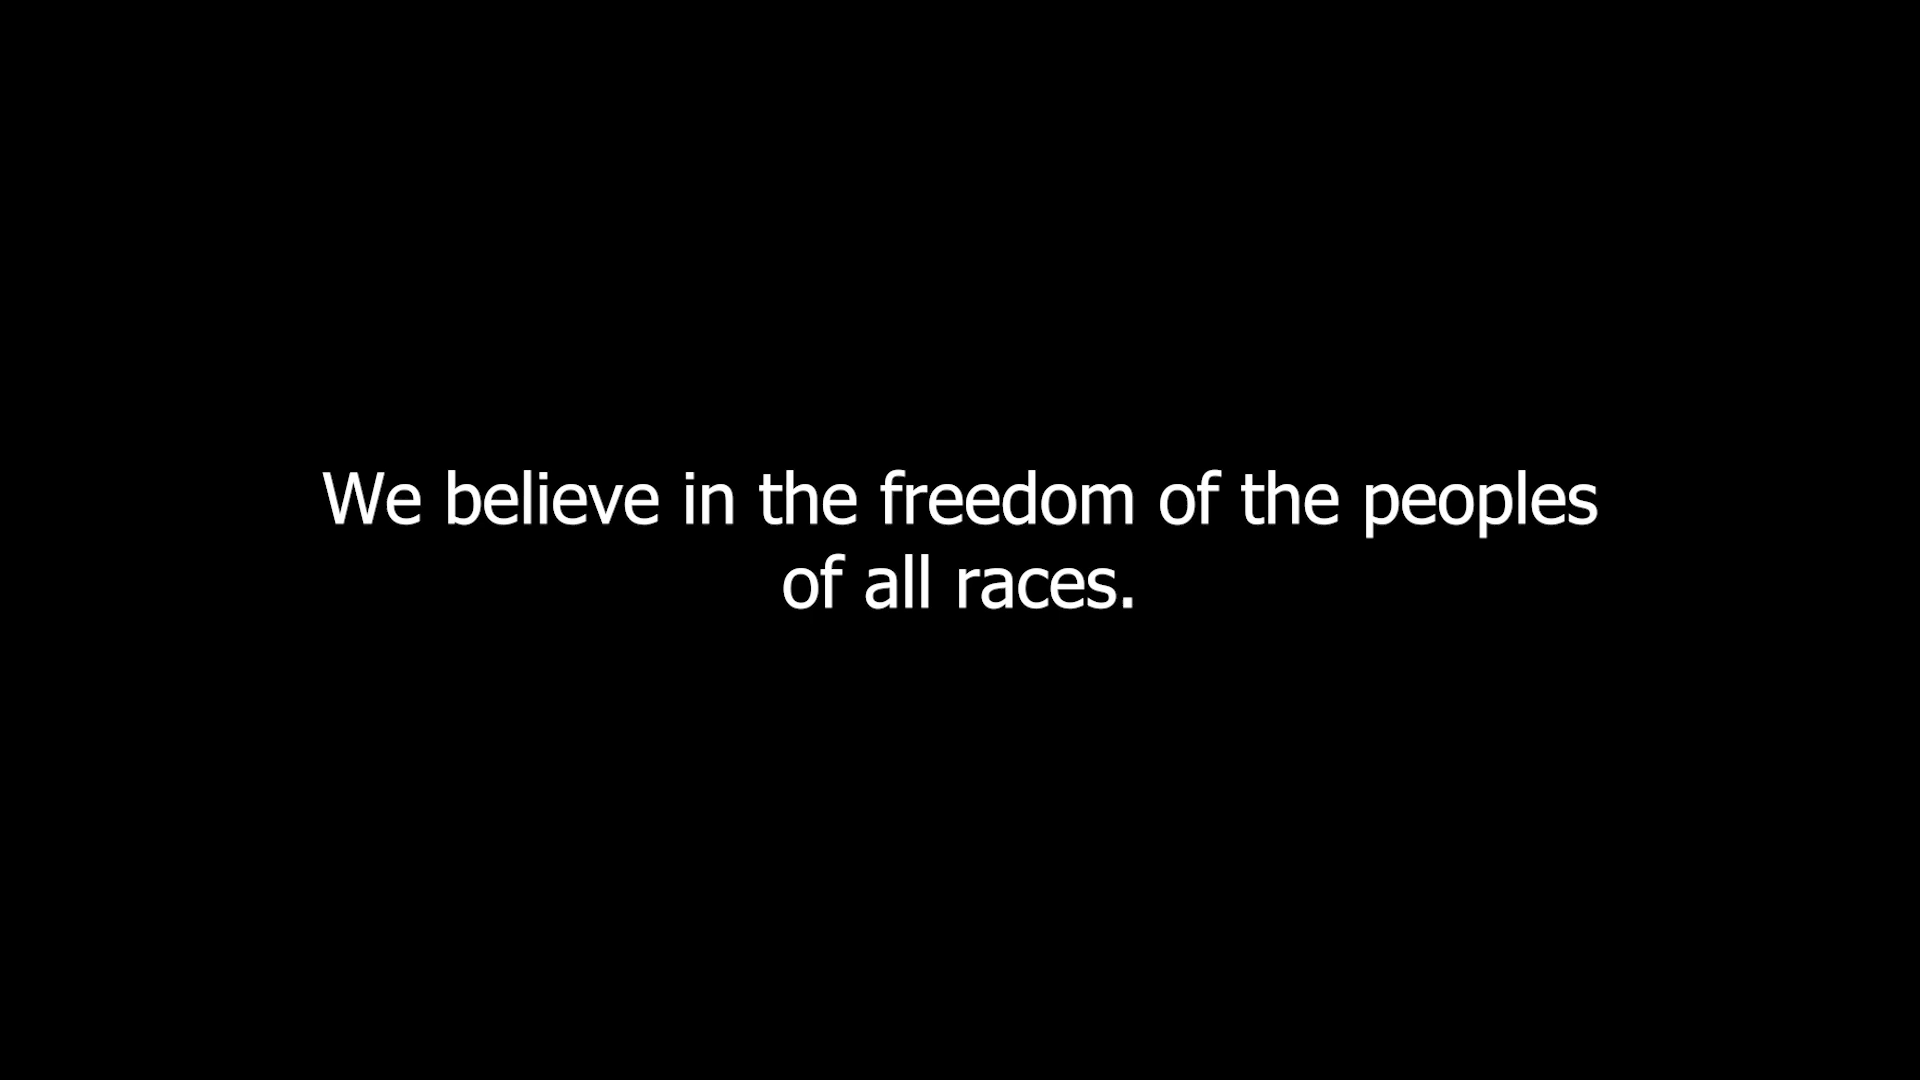 We believe in the freedom of the peoples
of all races.